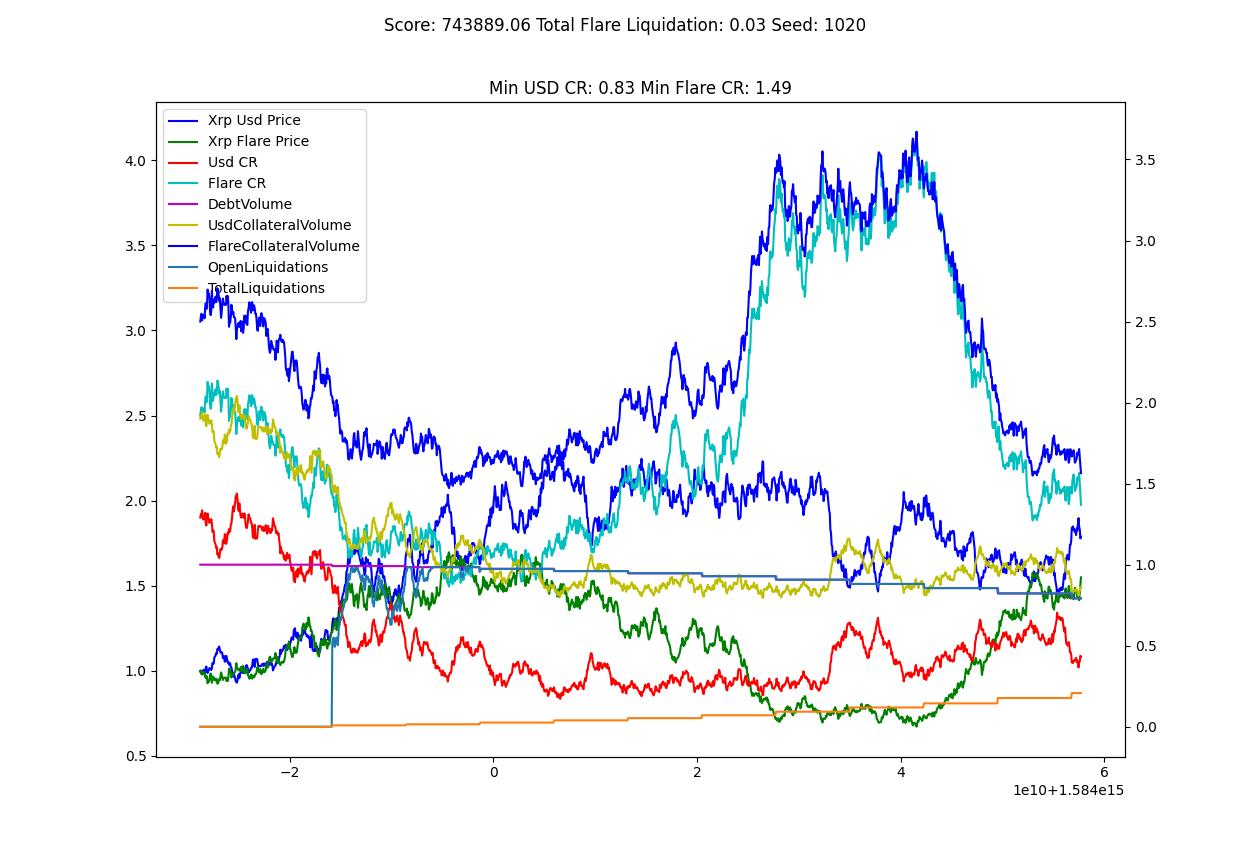 Score: 743889.06 Total Flare Liquidation: 0.03 Seed: 1020
Min USD CR: 0.83 Min Flare CR: 1.49
Xrp Usd Price
Xrp Flare Price
Usd CR
Flare CR
DebtVolume
UsdCollateralVolume
FlareCollateralVolume
OpenLiquidations
TotalLiquidations
4.0
3.5
3.0
2.5
2.0
1.5
1.0
0.5
3.5
3.0
2.5
2.0
1.5
1.0
0.5
0.0
−2 0 2 4 6
1e10+1.584e15